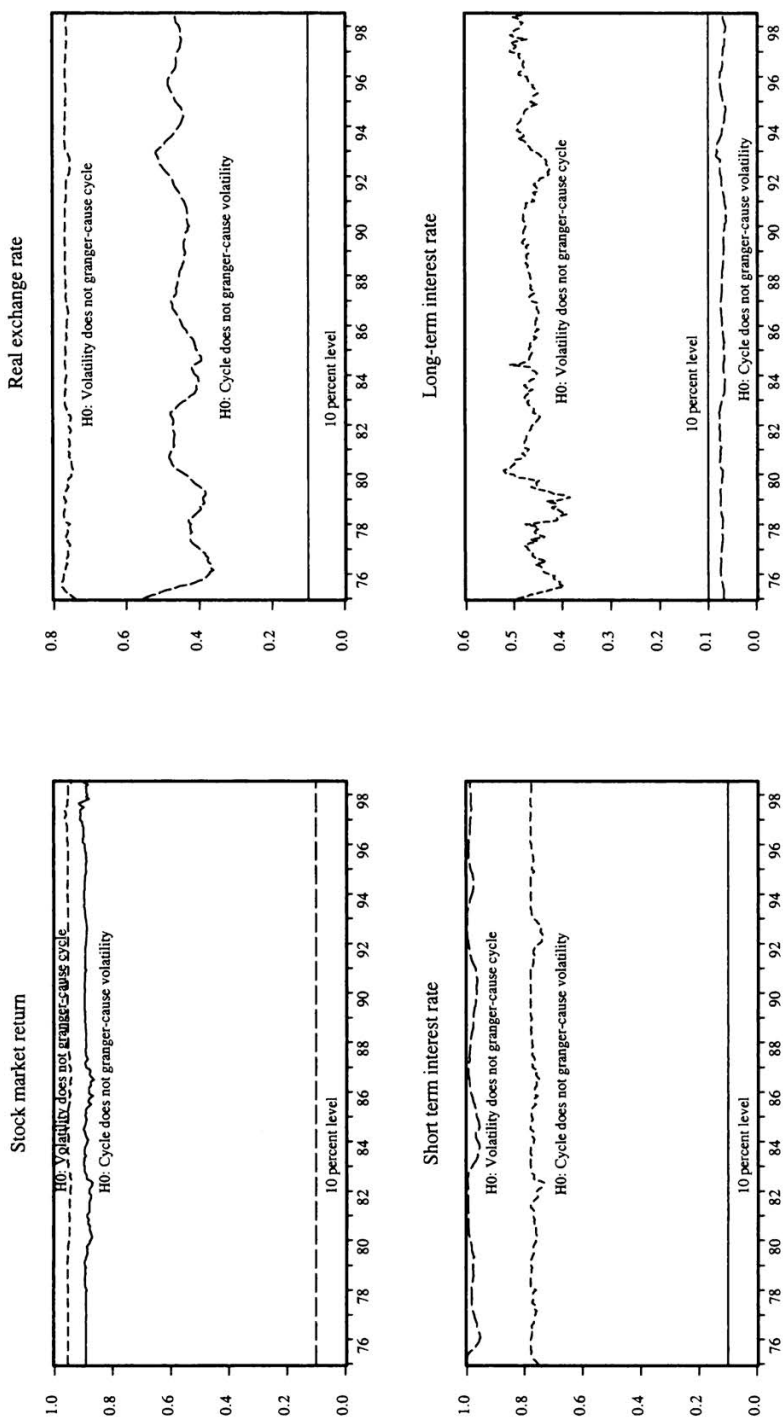 Stock market return
1.0
0.8
0.6
0.4
0.2
0.0
H0: Volatility does not granger-cause cycle
H0: Cycle does not granger-cause volatility
10 percent level
76 78 80 82 84 86 88 90 92 94 96 98
Real exchange rate
0.8
0.6
0.4
0.2
0.0
H0: Volatility does not granger-cause cycle
H0: Cycle does not granger-cause volatility
10 percent level
76 78 80 82 84 86 88 90 92 94 96 98
Short term interest rate
1.0
0.8
0.6
0.4
0.2
0.0
H0: Volatility does not granger-cause cycle
H0: Cycle does not granger-cause volatility
10 percent level
76 78 80 82 84 86 88 90 92 94 96 98
Long-term interest rate
0.6
0.5
0.4
0.3
0.2
0.1
0.0
H0: Volatility does not granger-cause cycle
10 percent level
H0: Cycle does not granger-cause volatility
76 78 80 82 84 86 88 90 92 94 96 98